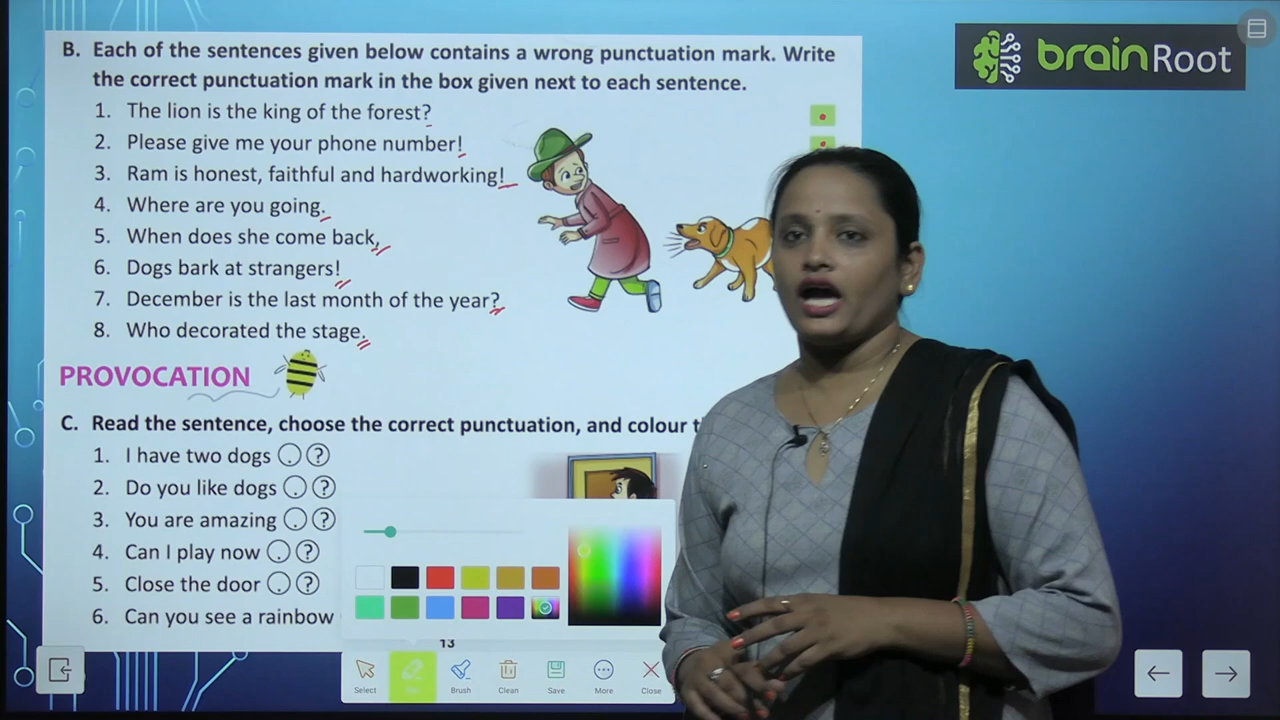 brainRoot
B. Each of the sentences given below contains a wrong punctuation mark. Write
the correct punctuation mark in the box given next to each sentence.
1. The lion is the king of the forest?
2. Please give me your phone number!
3. Ram is honest, faithful and hardworking!
4. Where are you going.
5. When does she come back,
6. Dogs bark at strangers!
7. December is the last month of the year?
8. Who decorated the stage.
PROVOCATION
C. Read the sentence, choose the correct punctuation, and colour
1. I have two dogs . ?
2. Do you like dogs . ?
3. You are amazing . ?
4. Can I play now . ?
5. Close the door . ?
6. Can you see a rainbow
13
Select
Brush
Clean
Save
More
Close